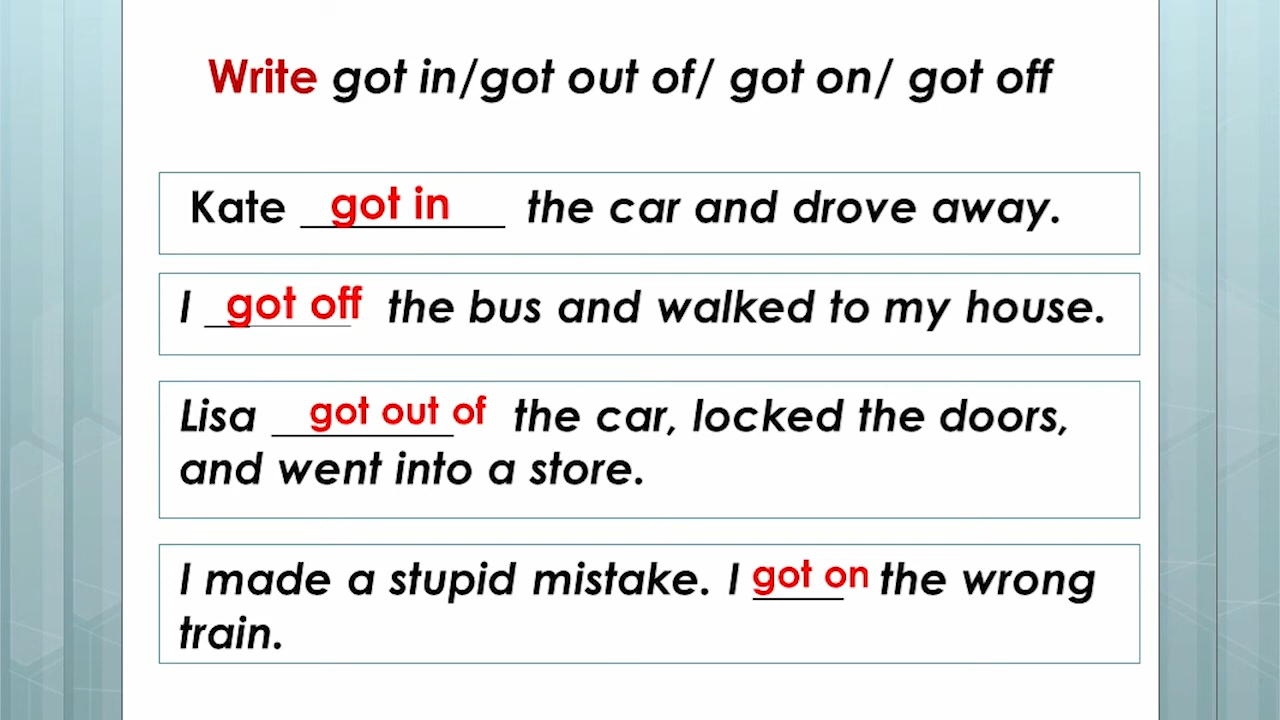 Write got in/got out of/ got on/ got off
Kate got in the car and drove away.
I got off the bus and walked to my house.
Lisa got out of the car, locked the doors,
and went into a store.
I made a stupid mistake. I got on the wrong
train.